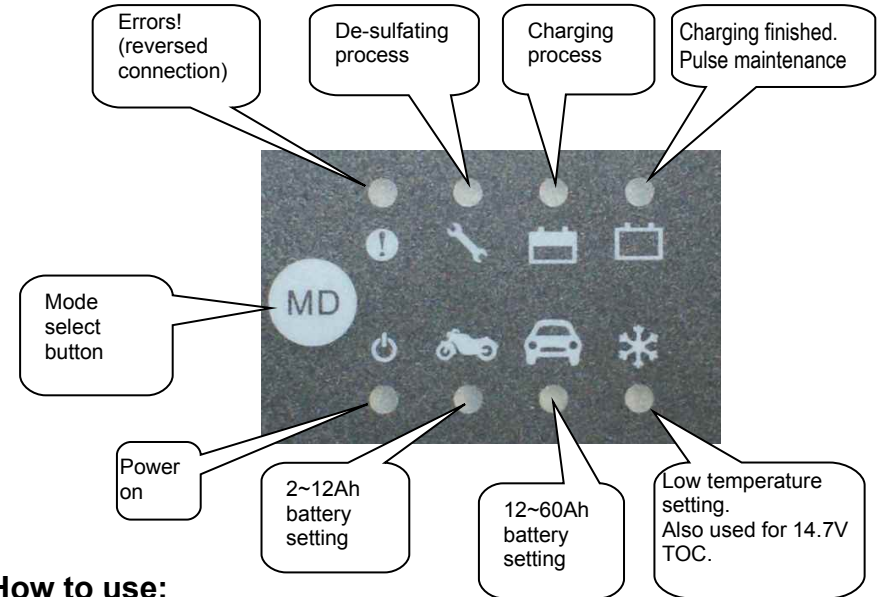 Errors!
(reversed
connection)
De-sulfating
process
Charging
process
Charging finished.
Pulse maintenance
MD
Mode
select
button
Power
on
2~12Ah
battery
setting
12~60Ah
battery
setting
Low temperature
setting.
Also used for 14.7V
TOC.
How to use: